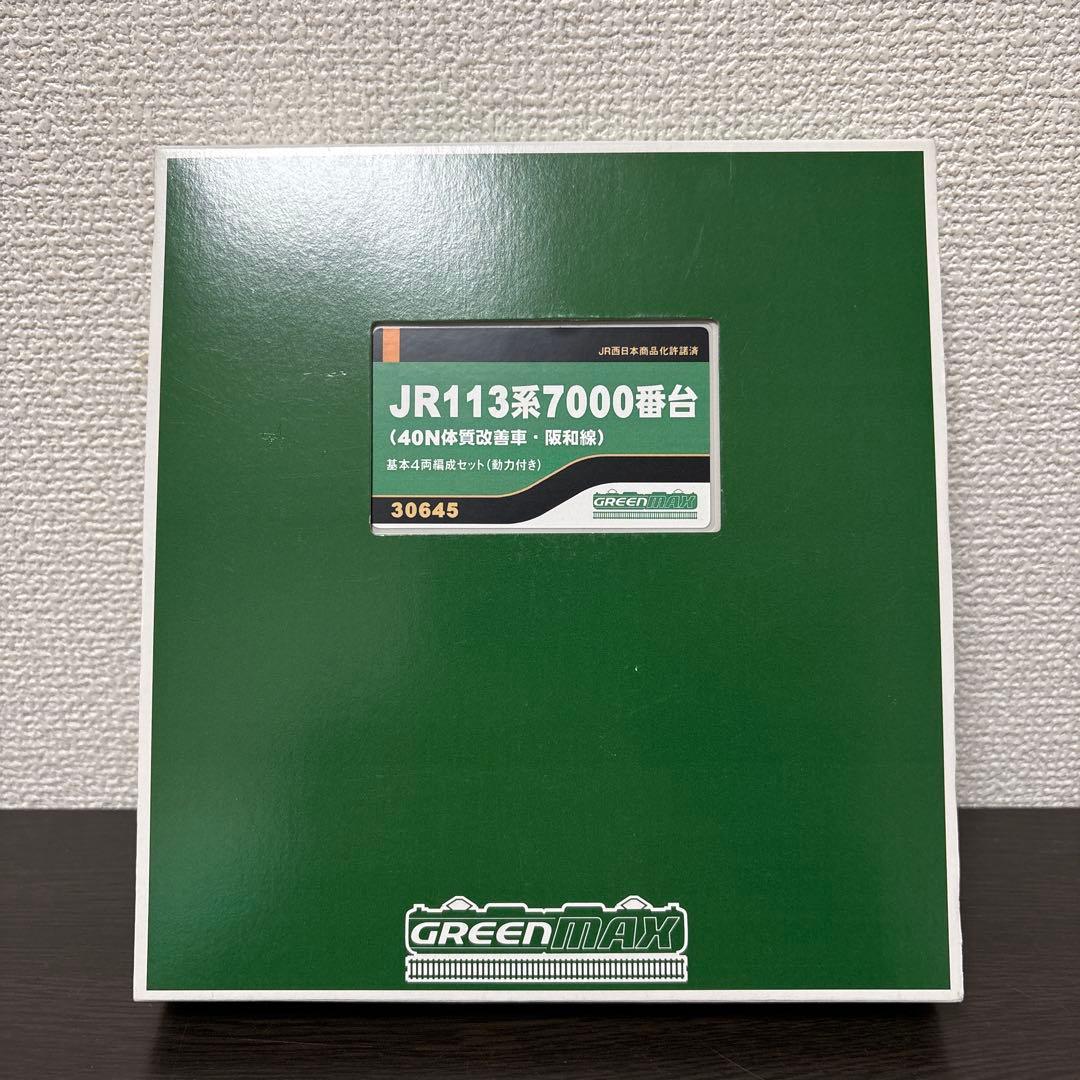 JR西日本商品化許諾済
JR113系7000番台
(40N体質改善車・阪和線)
基本4両編成セット(動力付き)
30645
GREENMAX
GREENMAX